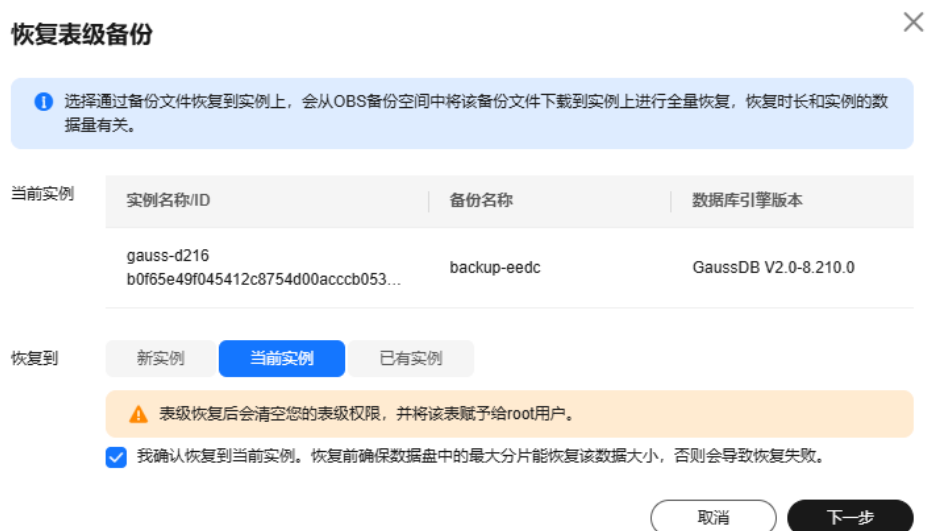 恢复表级备份
选择通过备份文件恢复到实例上，会从OBS备份空间中将该备份文件下载到实例上进行全量恢复，恢复时长和实例的数
据量有关。
当前实例
实例名称/ID 备份名称 数据库引擎版本
gauss-d216
b0f65e49f045412c8754d00acccb053...
backup-eedc
GaussDB V2.0-8.210.0
恢复到
新实例 当前实例 已有实例
表级恢复后会清空您的表级权限，并将该表赋予给root用户。
我确认恢复到当前实例。恢复前确保数据盘中的最大分片能恢复该数据大小，否则会导致恢复失败。
取消 下一步